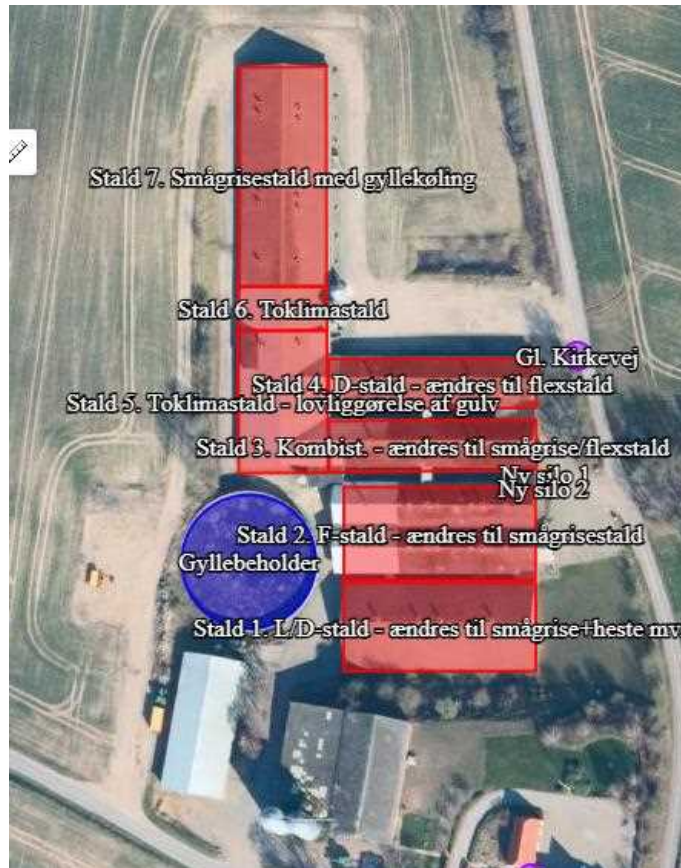 Stald 7. Smågrisestald med gyllekøling
Stald 6. Toklimastald
Gl. Kirkevej
Stald 4. D-stald - ændres til flexstald
Stald 5. Toklimastald - lovliggørelse af gulv
Stald 3. Kombist. - ændres til smågrise/flexstald
Ny silo 1
Ny silo 2
Stald 2. F-stald - ændres til smågrisestald
Gyllebeholder
Stald 1. L/D-stald - ændres til smågrise+heste mv